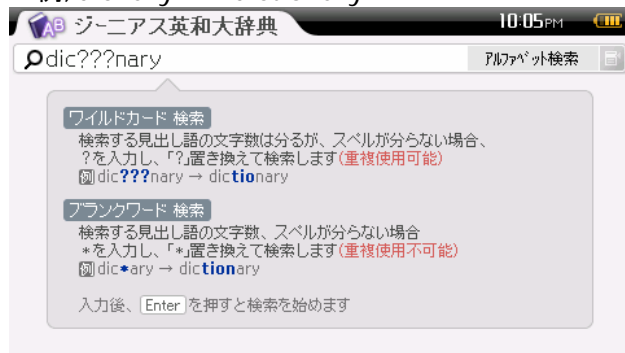 AB ジーニアス英和大辞典 10:05PM
dic???nary アルファベット検索
ワイルドカード 検索
検索する見出し語の文字数は分るが、スペルが分らない場合、
?を入力し、「?」置き換えて検索します(重複使用可能)
例 dic???nary → dictionary
ブランクワード 検索
検索する見出し語の文字数、スペルが分らない場合
*を入力し、「*」置き換えて検索します(重複使用不可能)
例 dic*ary → dictionary
入力後、Enterを押すと検索を始めます